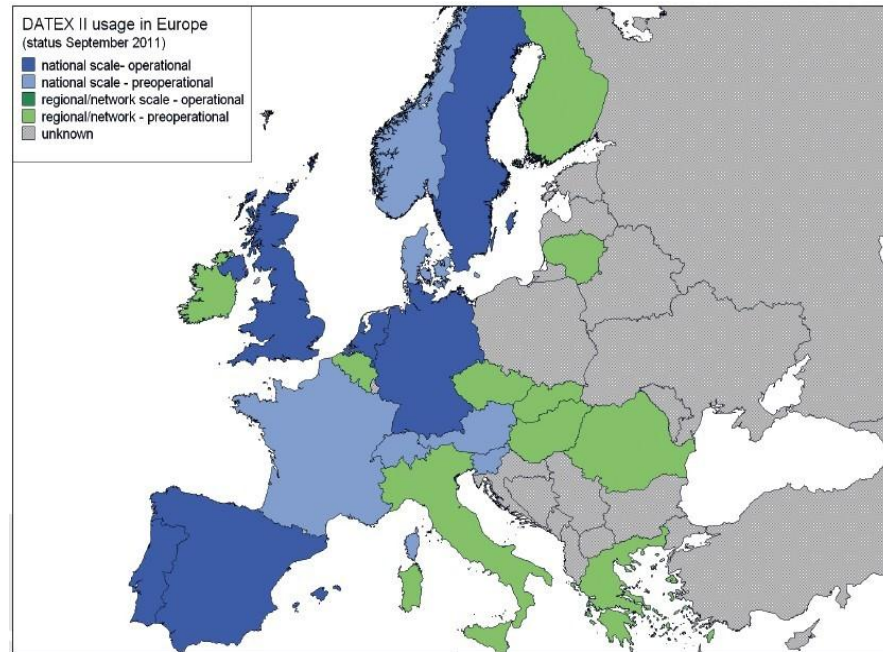 DATEX II usage in Europe
(status September 2011)
national scale- operational
national scale - preoperational
regional/network scale - operational
regional/network - preoperational
unknown